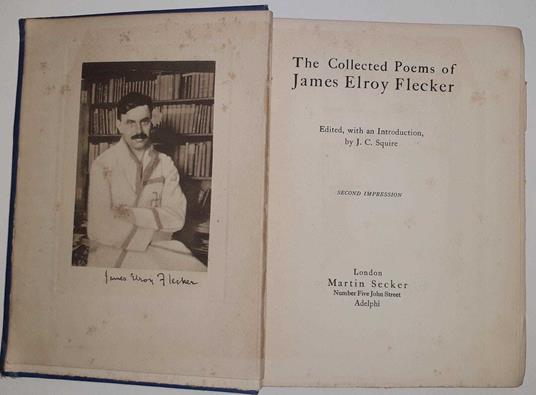 James Elroy Flecker
The Collected Poems of
James Elroy Flecker
Edited, with an Introduction,
by J. C. Squire
SECOND IMPRESSION
London
Martin Secker
Number Five John Street
Adelphi